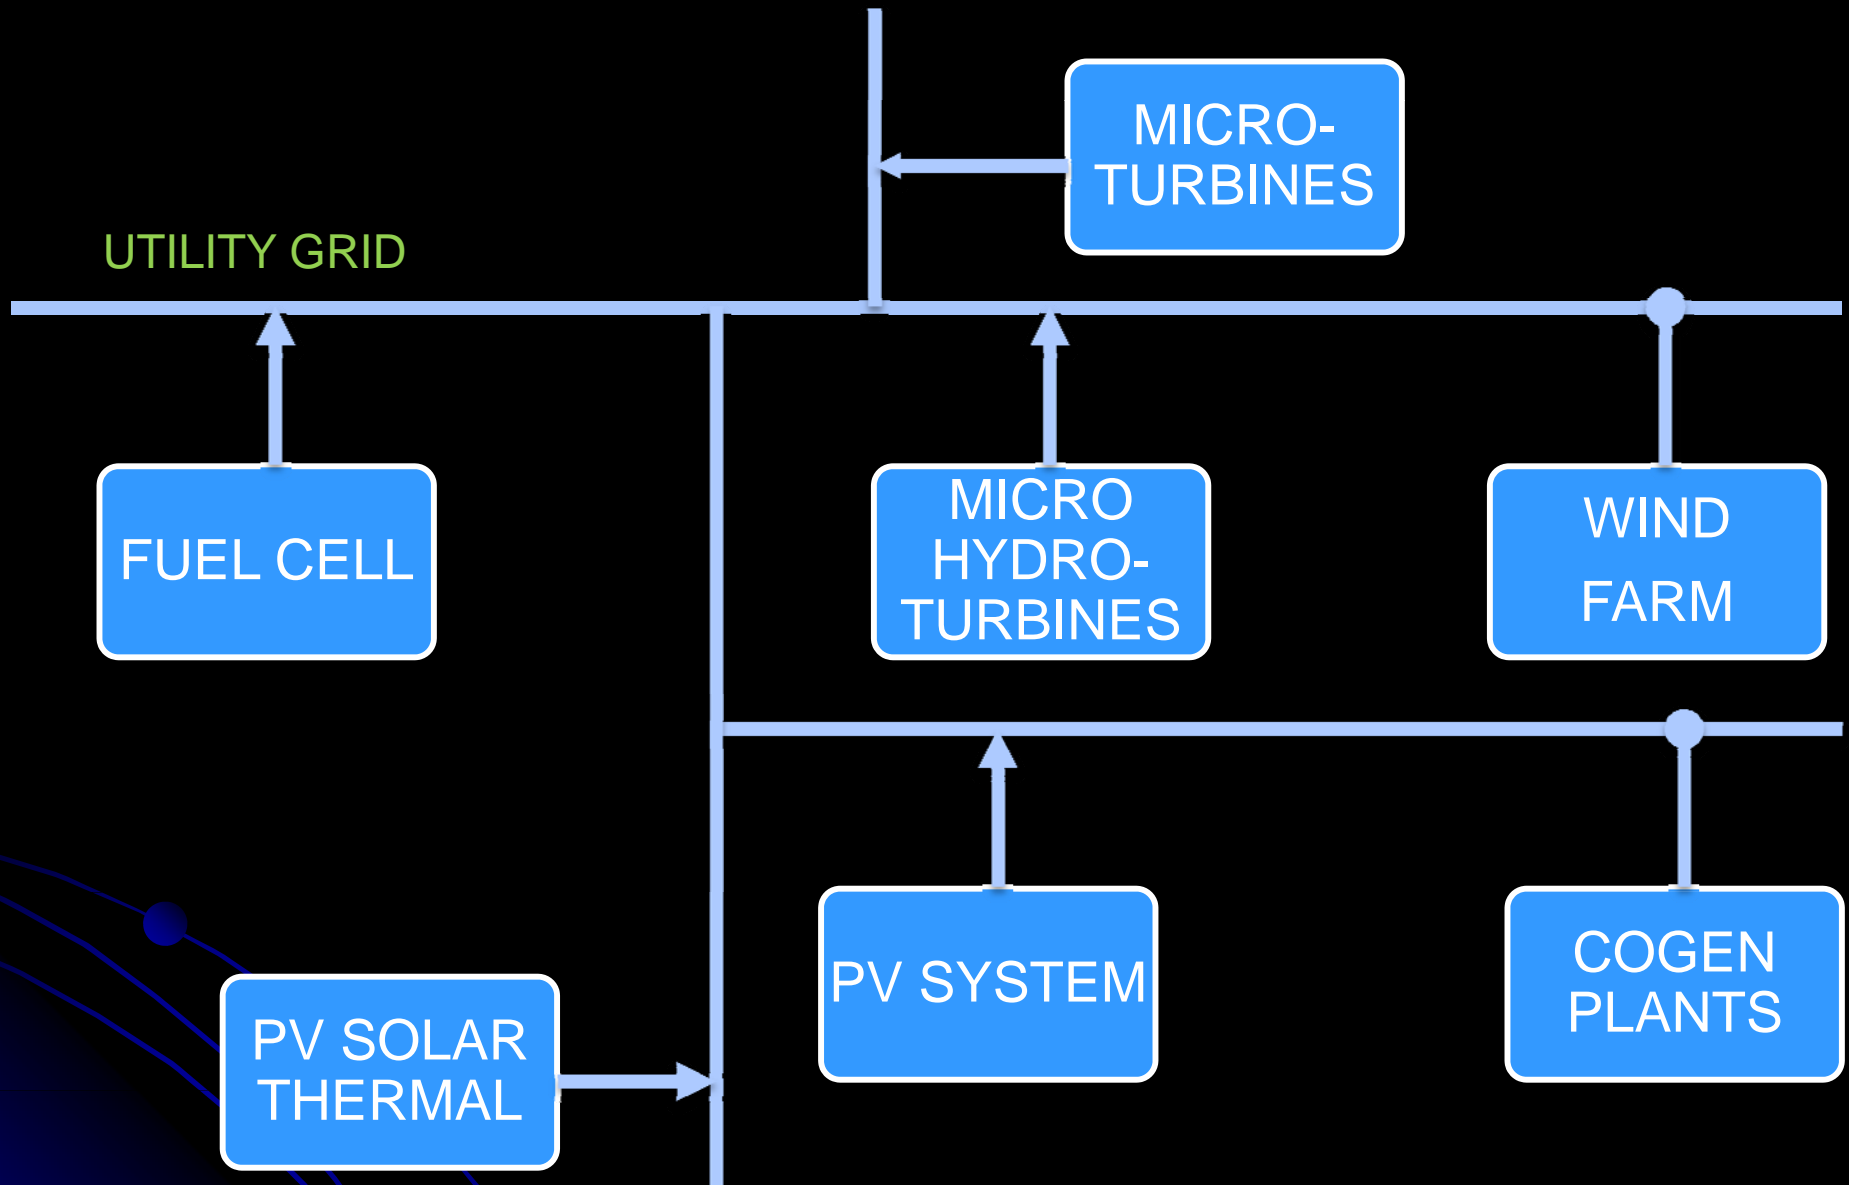 MICRO-
TURBINES
UTILITY GRID
FUEL CELL
MICRO
HYDRO-
TURBINES
WIND
FARM
PV SYSTEM
COGEN
PLANTS
PV SOLAR
THERMAL